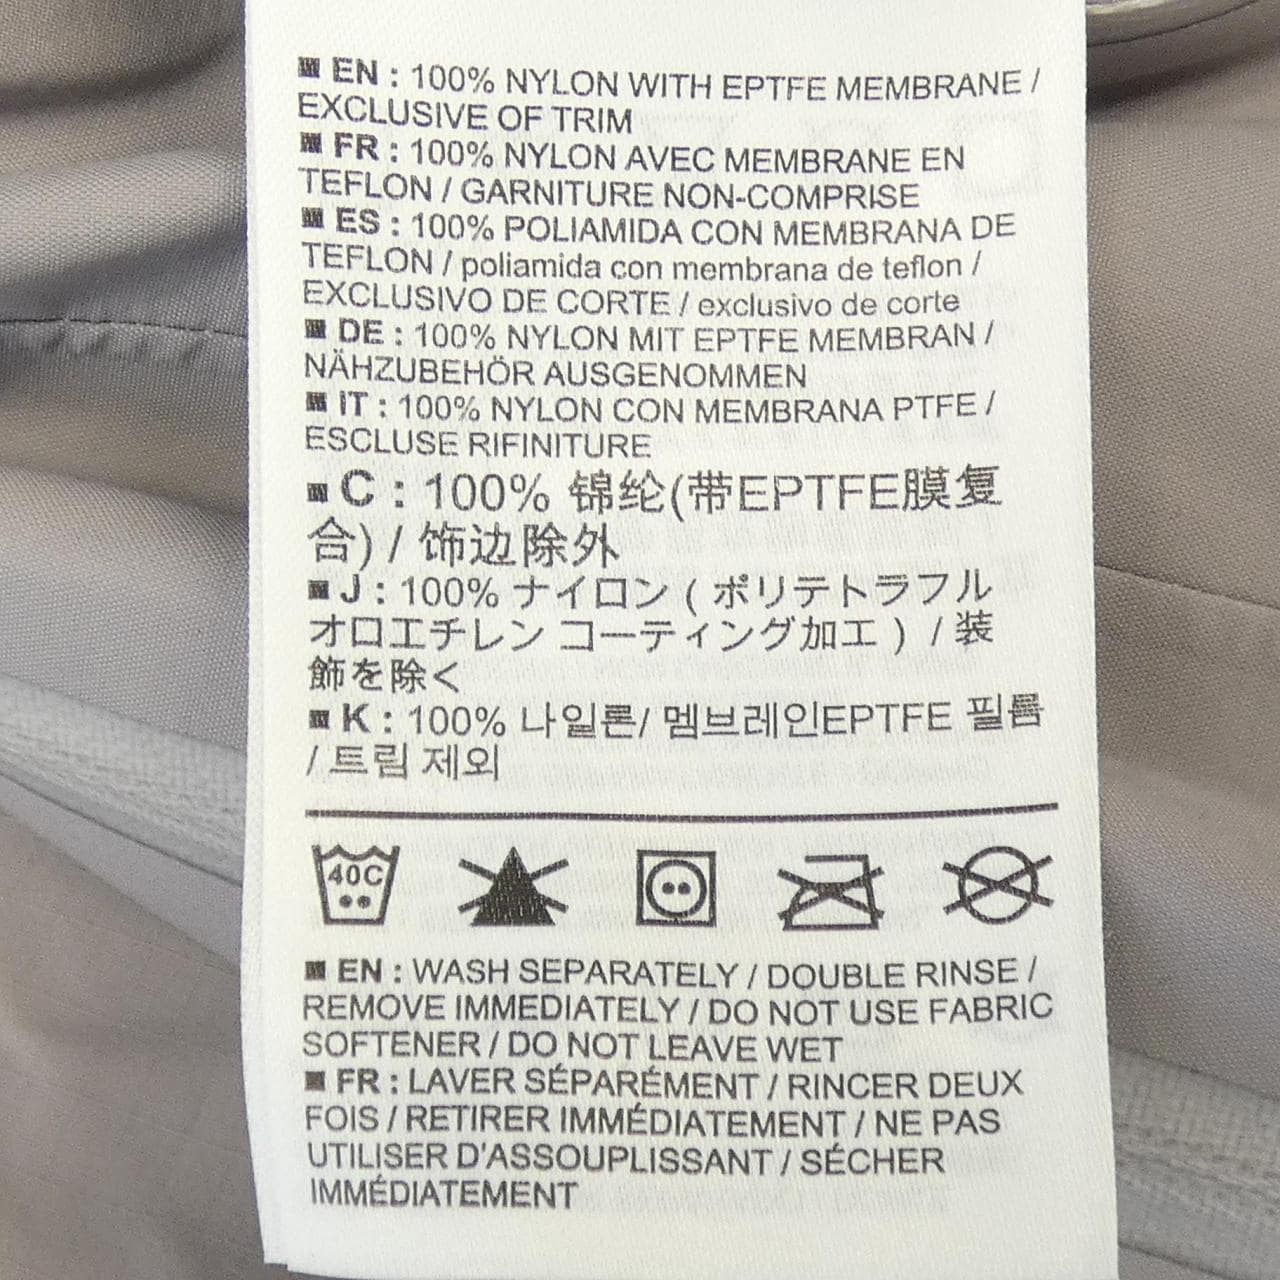 EN : 100% NYLON WITH EPTFE MEMBRANE /
EXCLUSIVE OF TRIM
FR : 100% NYLON AVEC MEMBRANE EN
TEFLON / GARNITURE NON-COMPRISE
ES : 100% POLIAMIDA CON MEMBRANA DE
TEFLON / poliamida con membrana de teflon /
EXCLUSIVO DE CORTE / exclusivo de corte
DE : 100% NYLON MIT EPTFE MEMBRAN /
NÄHZUBEHÖR AUSGENOMMEN
IT : 100% NYLON CON MEMBRANA PTFE /
ESCLUSE RIFINITURE
C : 100% 锦纶(带EPTFE膜复
合) / 饰边除外
J : 100% ナイロン ( ポリテトラフル
オロエチレン コーティング加工 ) / 装
飾を除く
K : 100% 나일론/ 멤브레인EPTFE 필름
/ 트림 제외
40C
EN : WASH SEPARATELY / DOUBLE RINSE /
REMOVE IMMEDIATELY / DO NOT USE FABRIC
SOFTENER / DO NOT LEAVE WET
FR : LAVER SÉPARÉMENT / RINCER DEUX
FOIS / RETIRER IMMÉDIATEMENT / NE PAS
UTILISER D'ASSOUPLISSANT / SÉCHER
IMMÉDIATEMENT